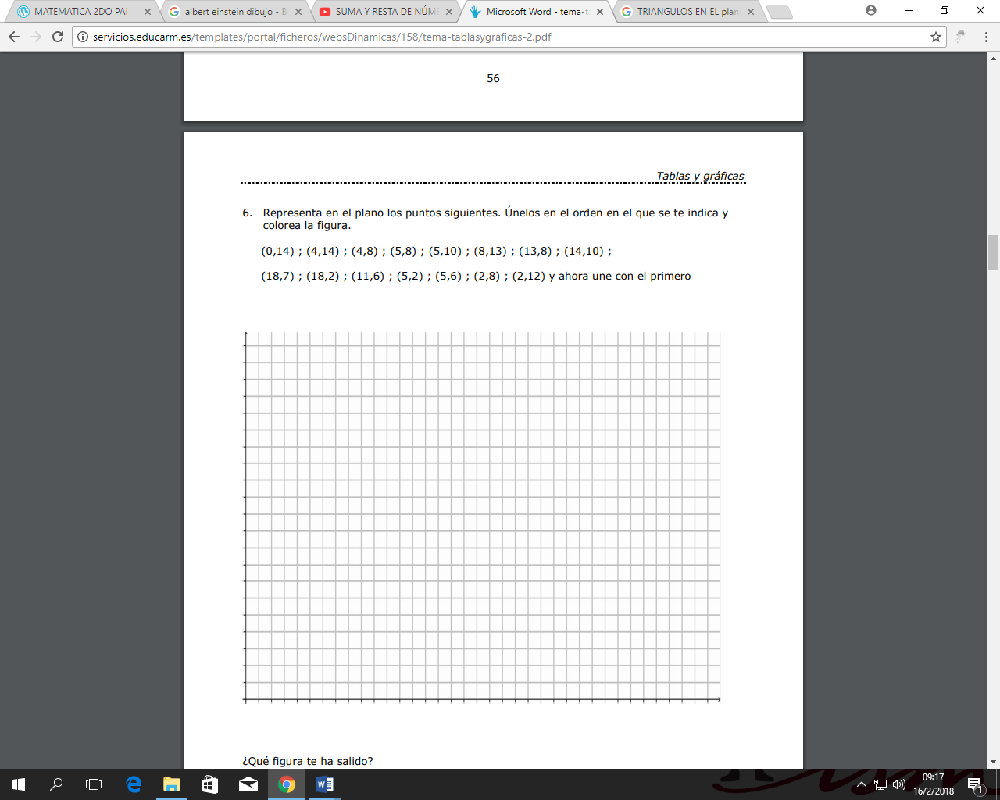 MATEMATICA 2DO PAI
albert einstein dibujo - B
SUMA Y RESTA DE NÚME
Microsoft Word - tema-t
TRIANGULOS EN EL plan
servicios.educarm.es/templates/portal/ficheros/websDinamicas/158/tema-tablasygraficas-2.pdf
56
Tablas y gráficas
6. Representa en el plano los puntos siguientes. Únelos en el orden en el que se te indica y
colorea la figura.
(0,14) ; (4,14) ; (4,8) ; (5,8) ; (5,10) ; (8,13) ; (13,8) ; (14,10) ;
(18,7) ; (18,2) ; (11,6) ; (5,2) ; (5,6) ; (2,8) ; (2,12) y ahora une con el primero
¿Qué figura te ha salido?
09:17
16/2/2018
1